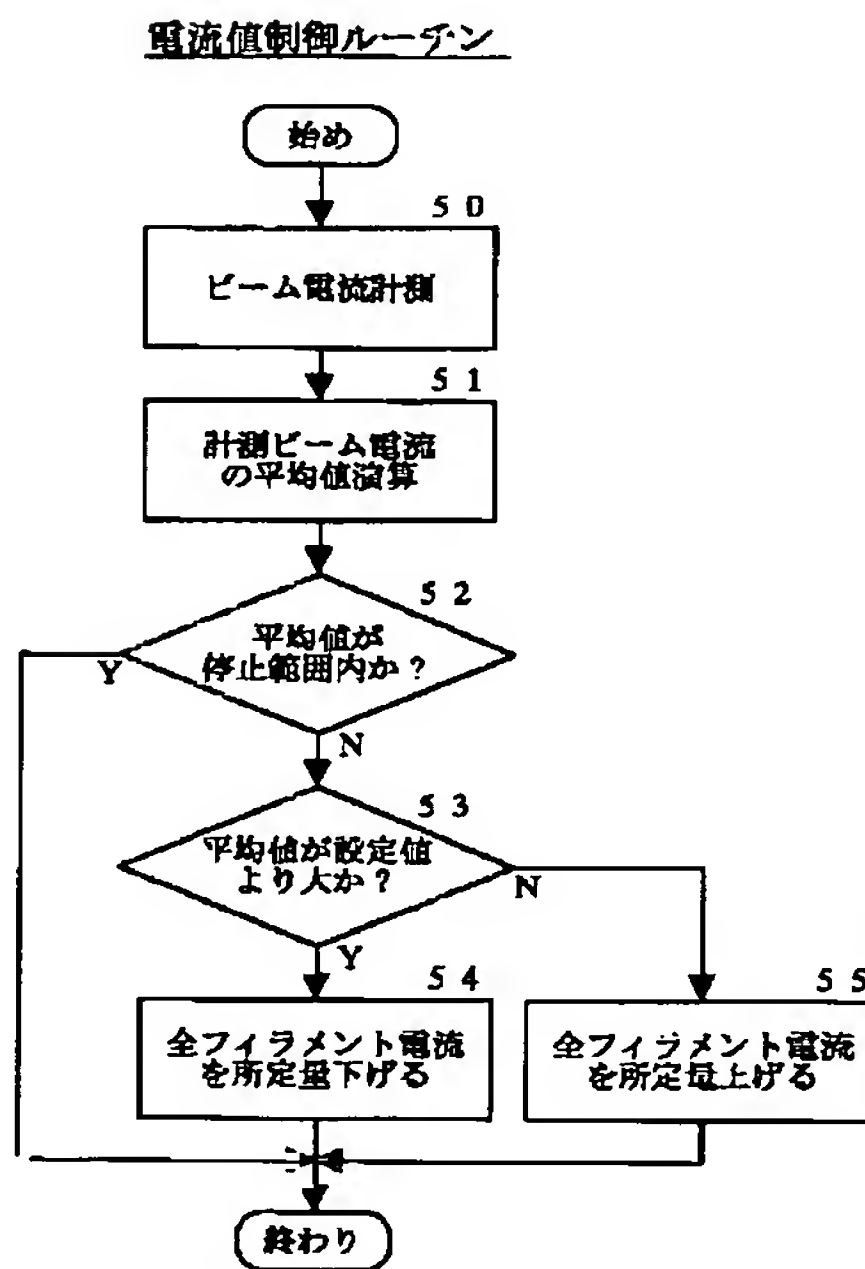 電流値制御ルーチン
始め
50
ビーム電流計測
51
計測ビーム電流
の平均値演算
52
平均値が
停止範囲内か？
Y
N
53
平均値が設定値
より大か？
N
Y
54
全フィラメント電流
を所定量下げる
55
全フィラメント電流
を所定量上げる
終わり